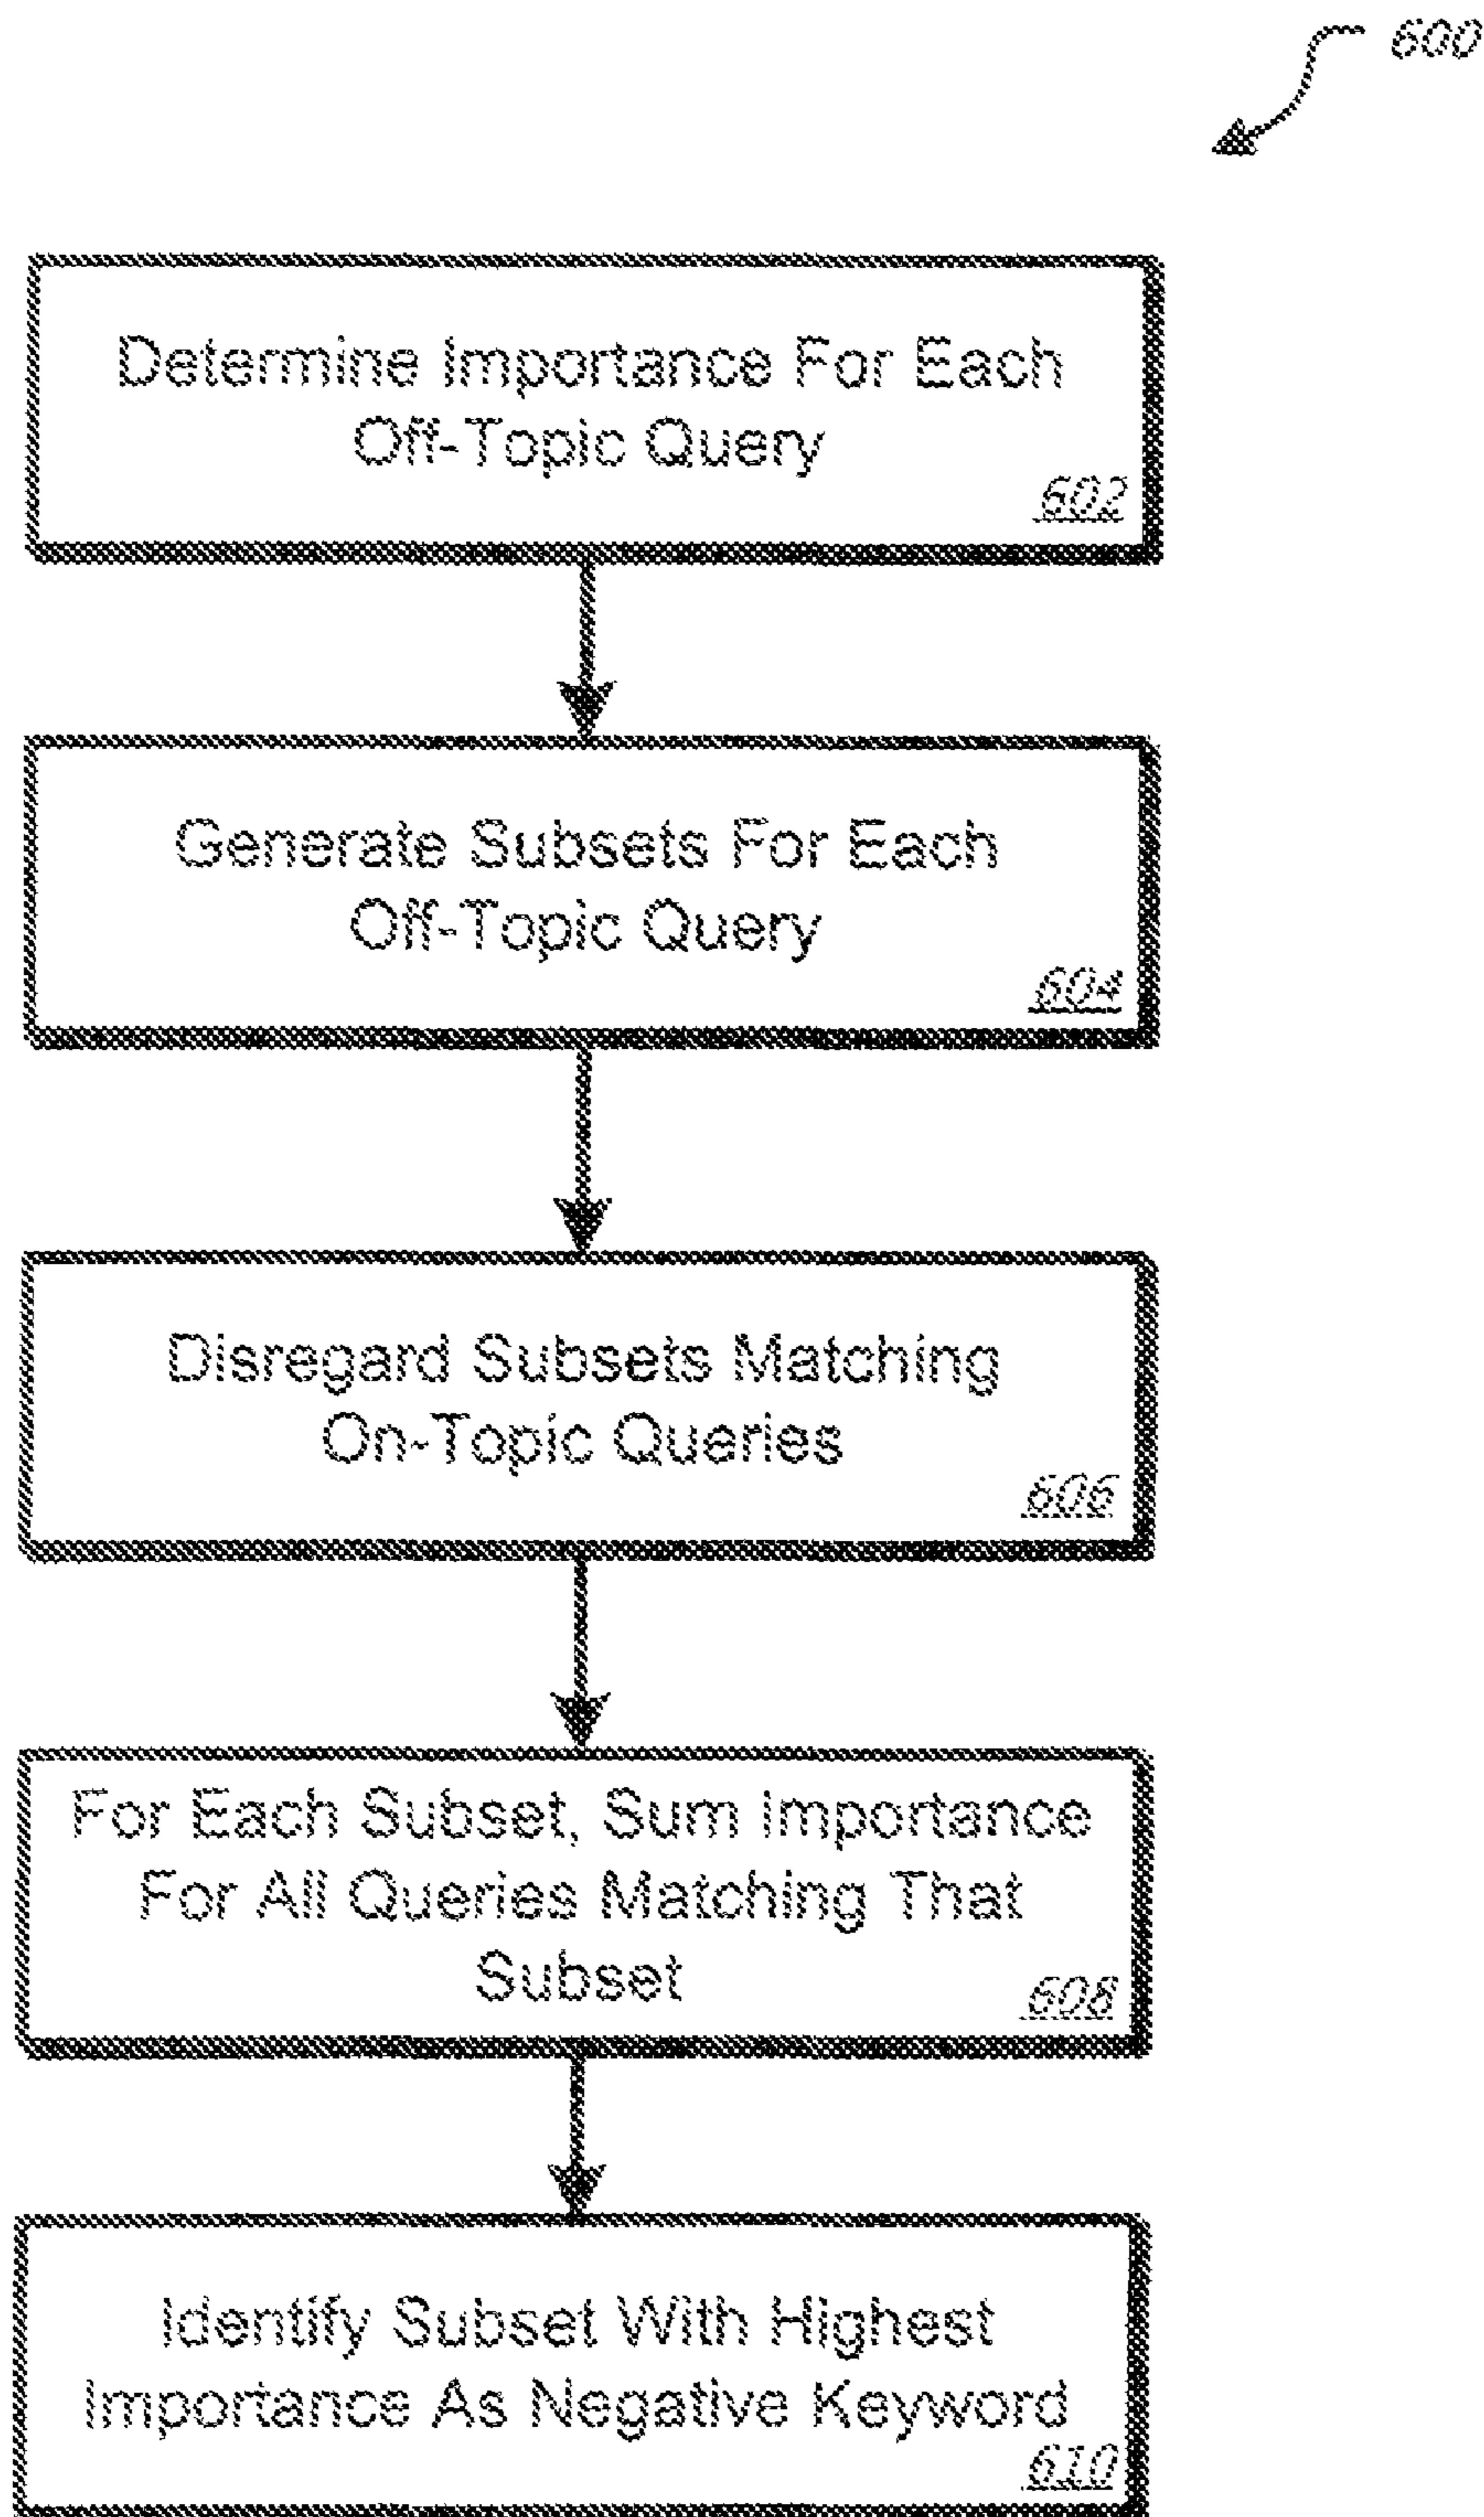 600
Determine Importance For Each
Off-Topic Query
602
Generate Subsets For Each
Off-Topic Query
604
Disregard Subsets Matching
On-Topic Queries
606
For Each Subset, Sum Importance
For All Queries Matching That
Subset
608
Identify Subset With Highest
Importance As Negative Keyword
610